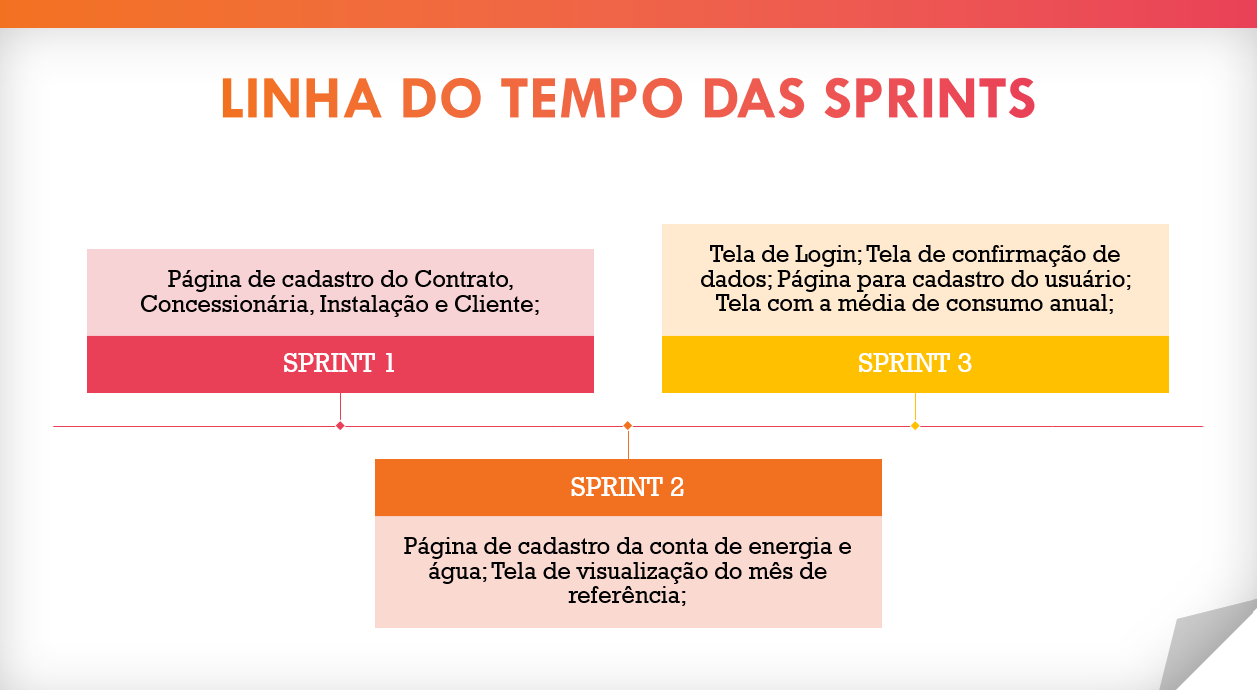 LINHA DO TEMPO DAS SPRINTS
Página de cadastro do Contrato,
Concessionária, Instalação e Cliente;
SPRINT 1
SPRINT 2
Página de cadastro da conta de energia e
água; Tela de visualização do mês de
referência;
Tela de Login; Tela de confirmação de
dados; Página para cadastro do usuário;
Tela com a média de consumo anual;
SPRINT 3